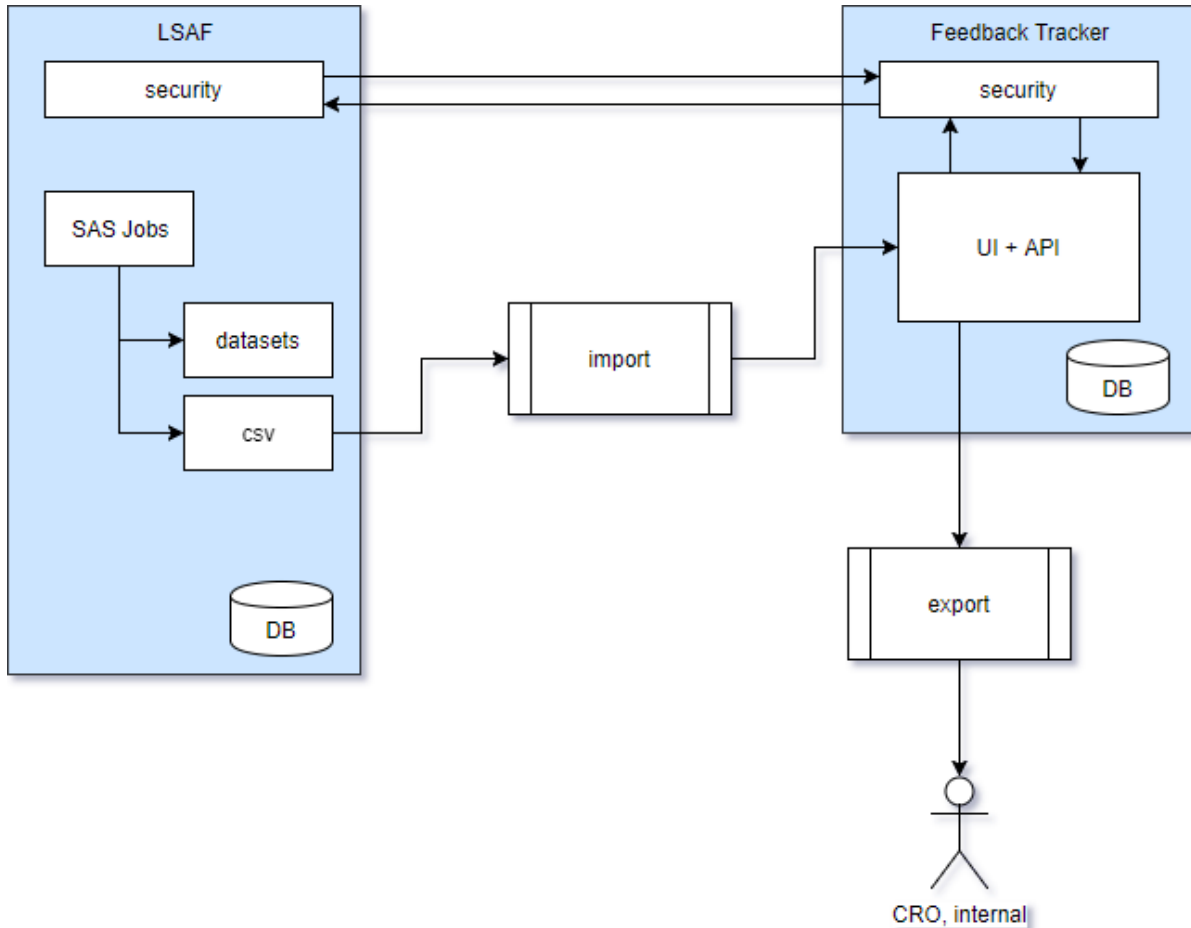 LSAF
Feedback Tracker
security
security
SAS Jobs
UI + API
datasets
import
DB
csv
export
DB
CRO, internal